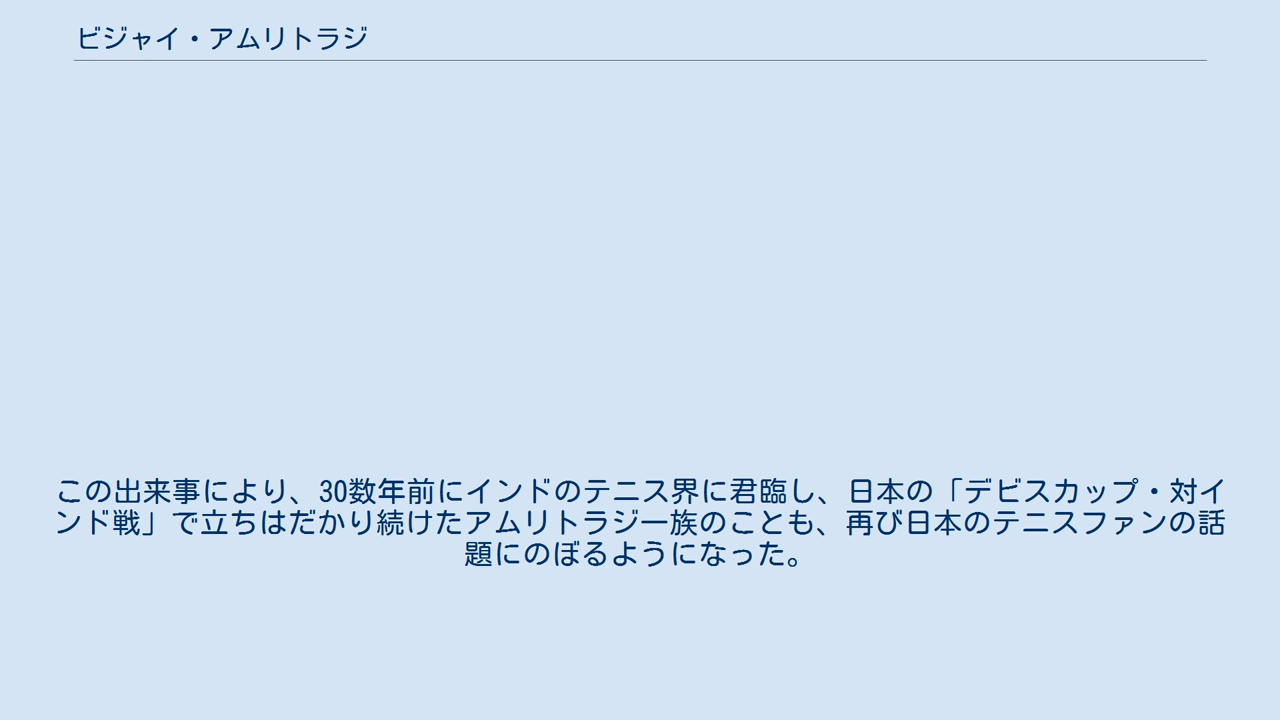 ビジャイ・アムリトラジ
この出来事により、30数年前にインドのテニス界に君臨し、日本の「デビスカップ・対イ
ンド戦」で立ちはだかり続けたアムリトラジ一族のことも、再び日本のテニスファンの話
題にのぼるようになった。